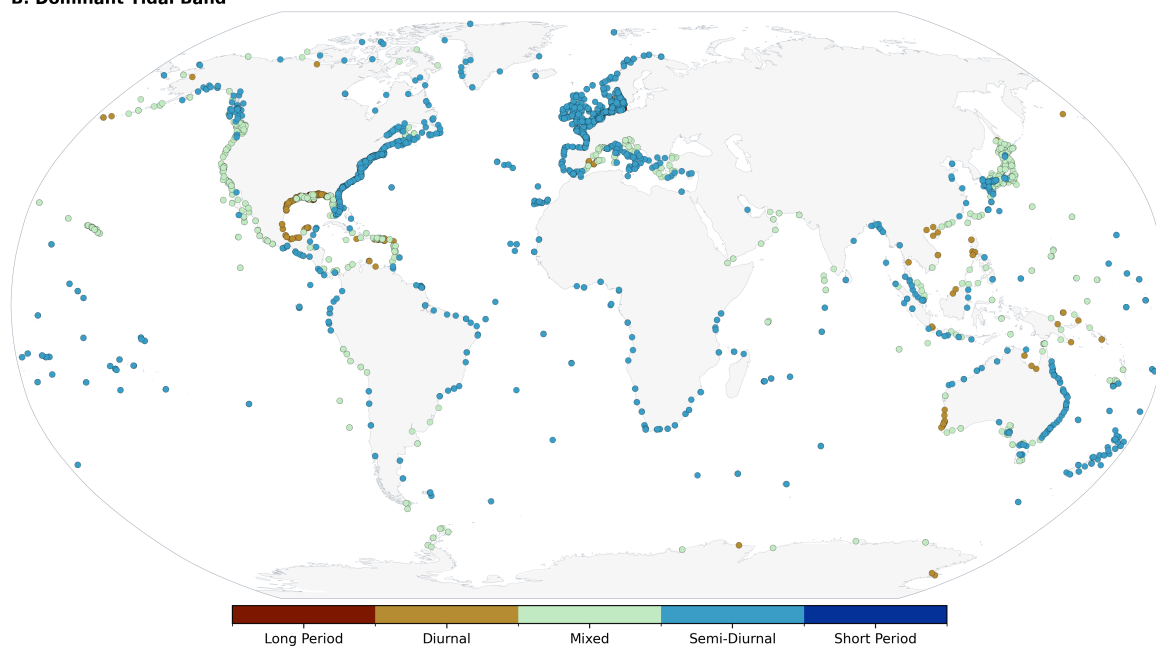 B. Dominant Tidal Band
Long Period
Diurnal
Mixed
Semi-Diurnal
Short Period